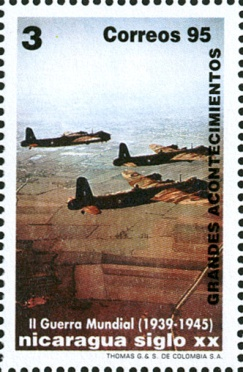 3
Correos 95
GRANDES ACONTECIMIENTOS
II Guerra Mundial (1939-1945)
nicaragua siglo xx
THOMAS G. & S. DE COLOMBIA S.A.